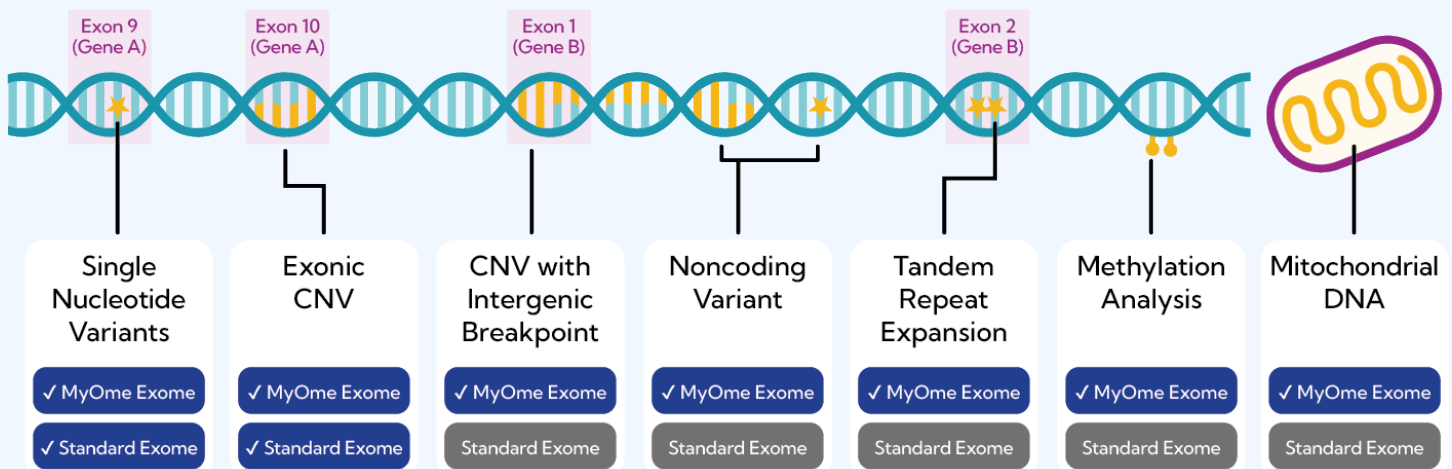 Exon 9
(Gene A)
Exon 10
(Gene A)
Exon 1
(Gene B)
Exon 2
(Gene B)
Single
Nucleotide
Variants
✓ MyOme Exome
✓ Standard Exome
Exonic
CNV
✓ MyOme Exome
✓ Standard Exome
CNV with
Intergenic
Breakpoint
✓ MyOme Exome
Standard Exome
Noncoding
Variant
✓ MyOme Exome
Standard Exome
Tandem
Repeat
Expansion
✓ MyOme Exome
Standard Exome
Methylation
Analysis
✓ MyOme Exome
Standard Exome
Mitochondrial
DNA
✓ MyOme Exome
Standard Exome